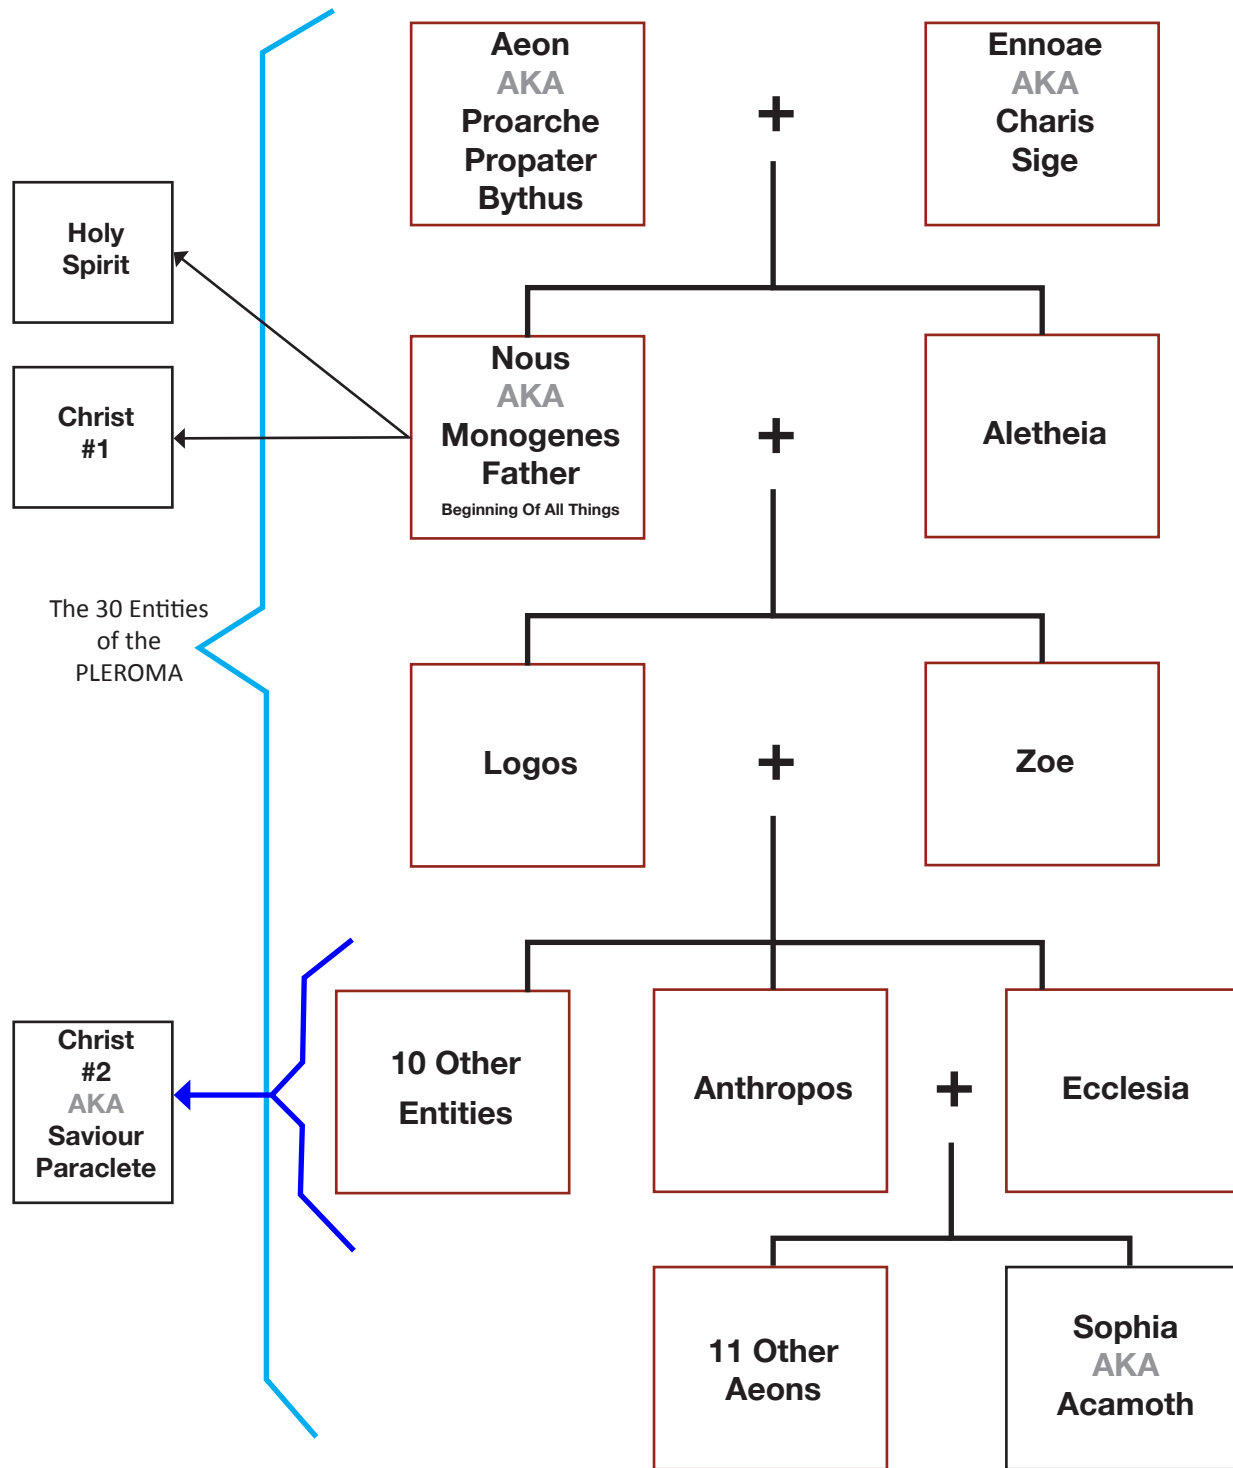 Aeon
AKA
Proarche
Propater
Bythus
+
Ennoae
AKA
Charis
Sige
Holy
Spirit
Christ
#1
Nous
AKA
Monogenes
Father
Beginning Of All Things
+
Aletheia
The 30 Entities
of the
PLEROMA
Logos
+
Zoe
Christ
#2
AKA
Saviour
Paraclete
10 Other
Entities
Anthropos
+
Ecclesia
11 Other
Aeons
Sophia
AKA
Acamoth